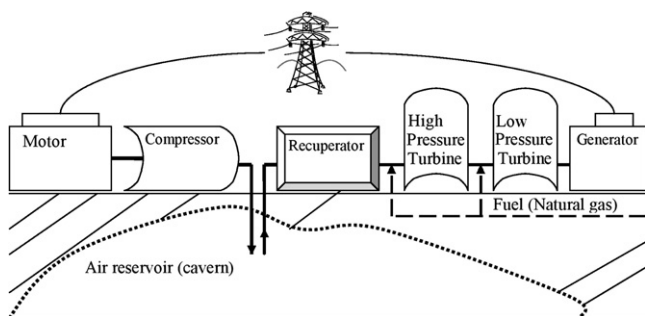 Motor
Compressor
Recuperator
High
Pressure
Turbine
Low
Pressure
Turbine
Generator
Fuel (Natural gas)
Air reservoir (cavern)